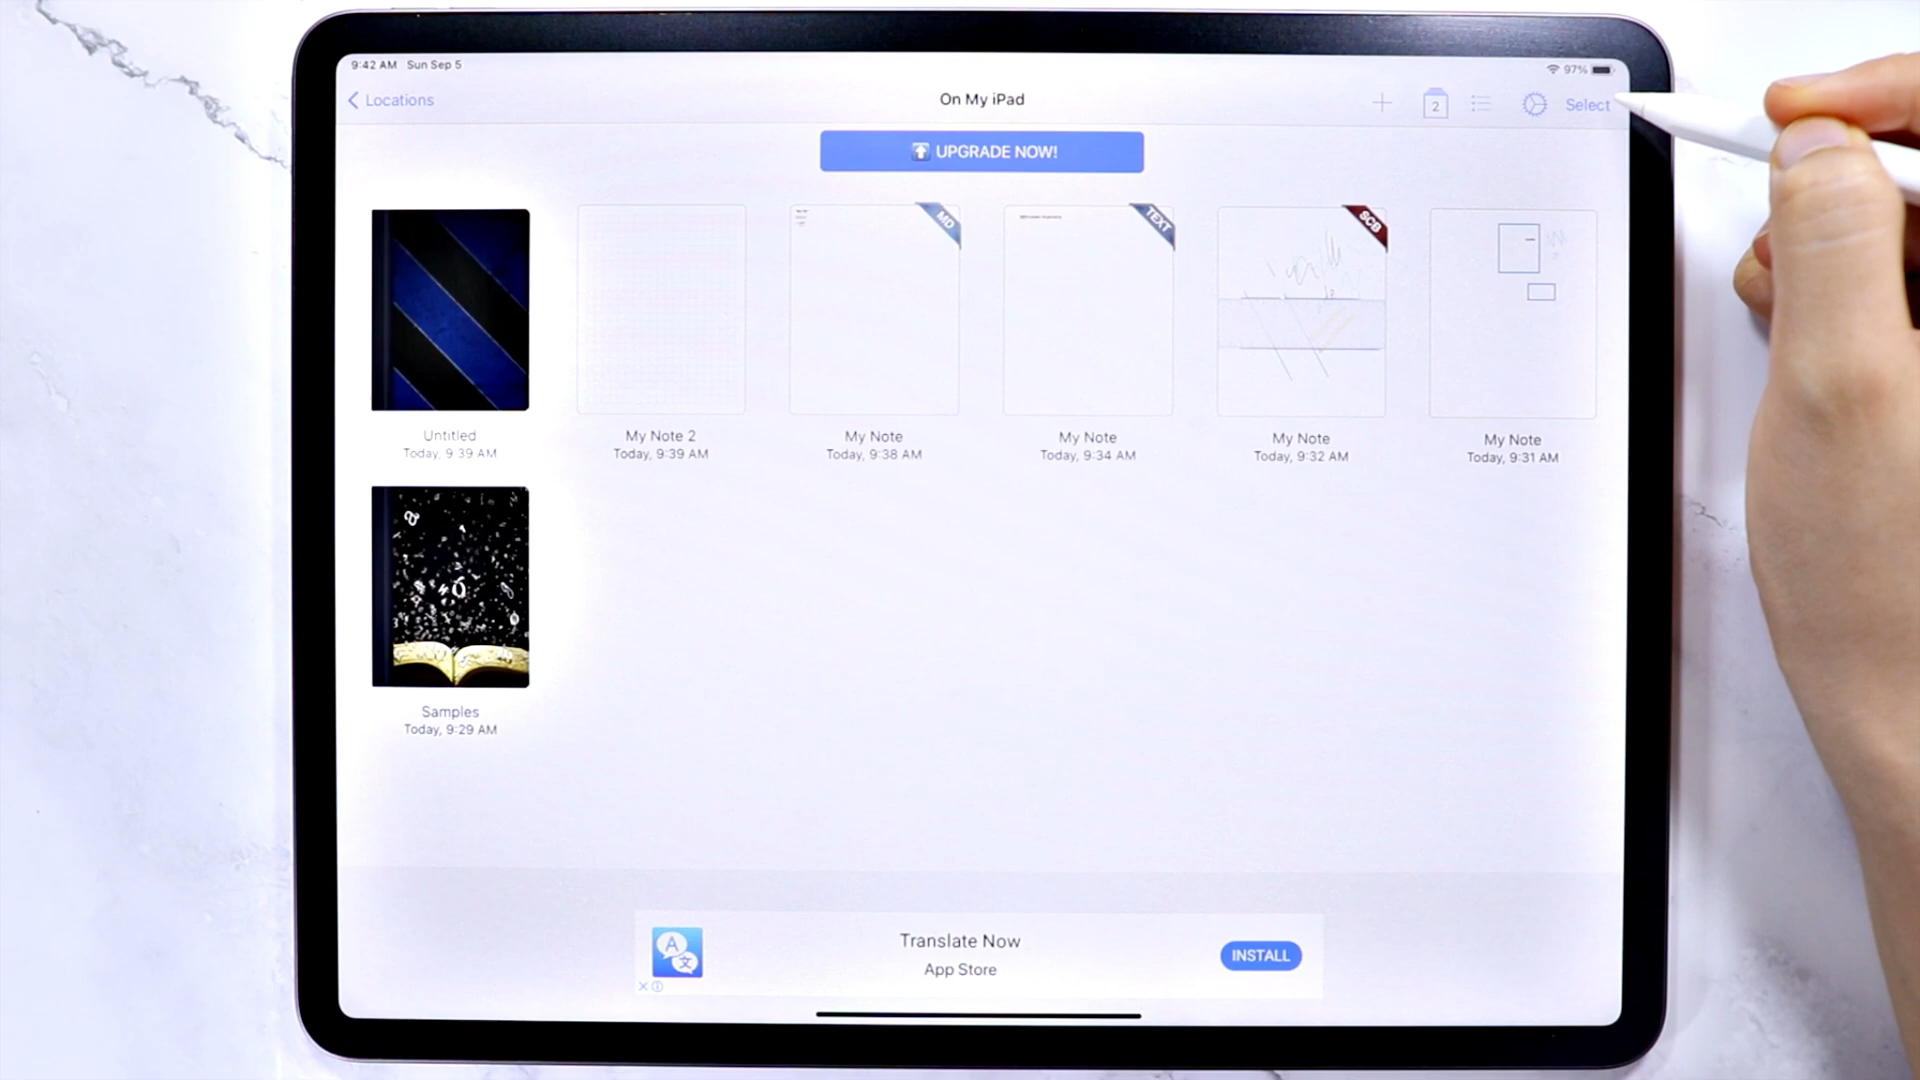 9:42 AM Sun Sep 5
97%
Locations
On My iPad
2
Select
UPGRADE NOW!
MD
TEXT
SCB
Untitled
Today, 9 39 AM
My Note 2
Today, 9:39 AM
My Note
Today, 9:38 AM
My Note
Today, 9:34 AM
My Note
Today, 9:32 AM
My Note
Today, 9:31 AM
Samples
Today, 9:29 AM
A
文
Translate Now
App Store
INSTALL